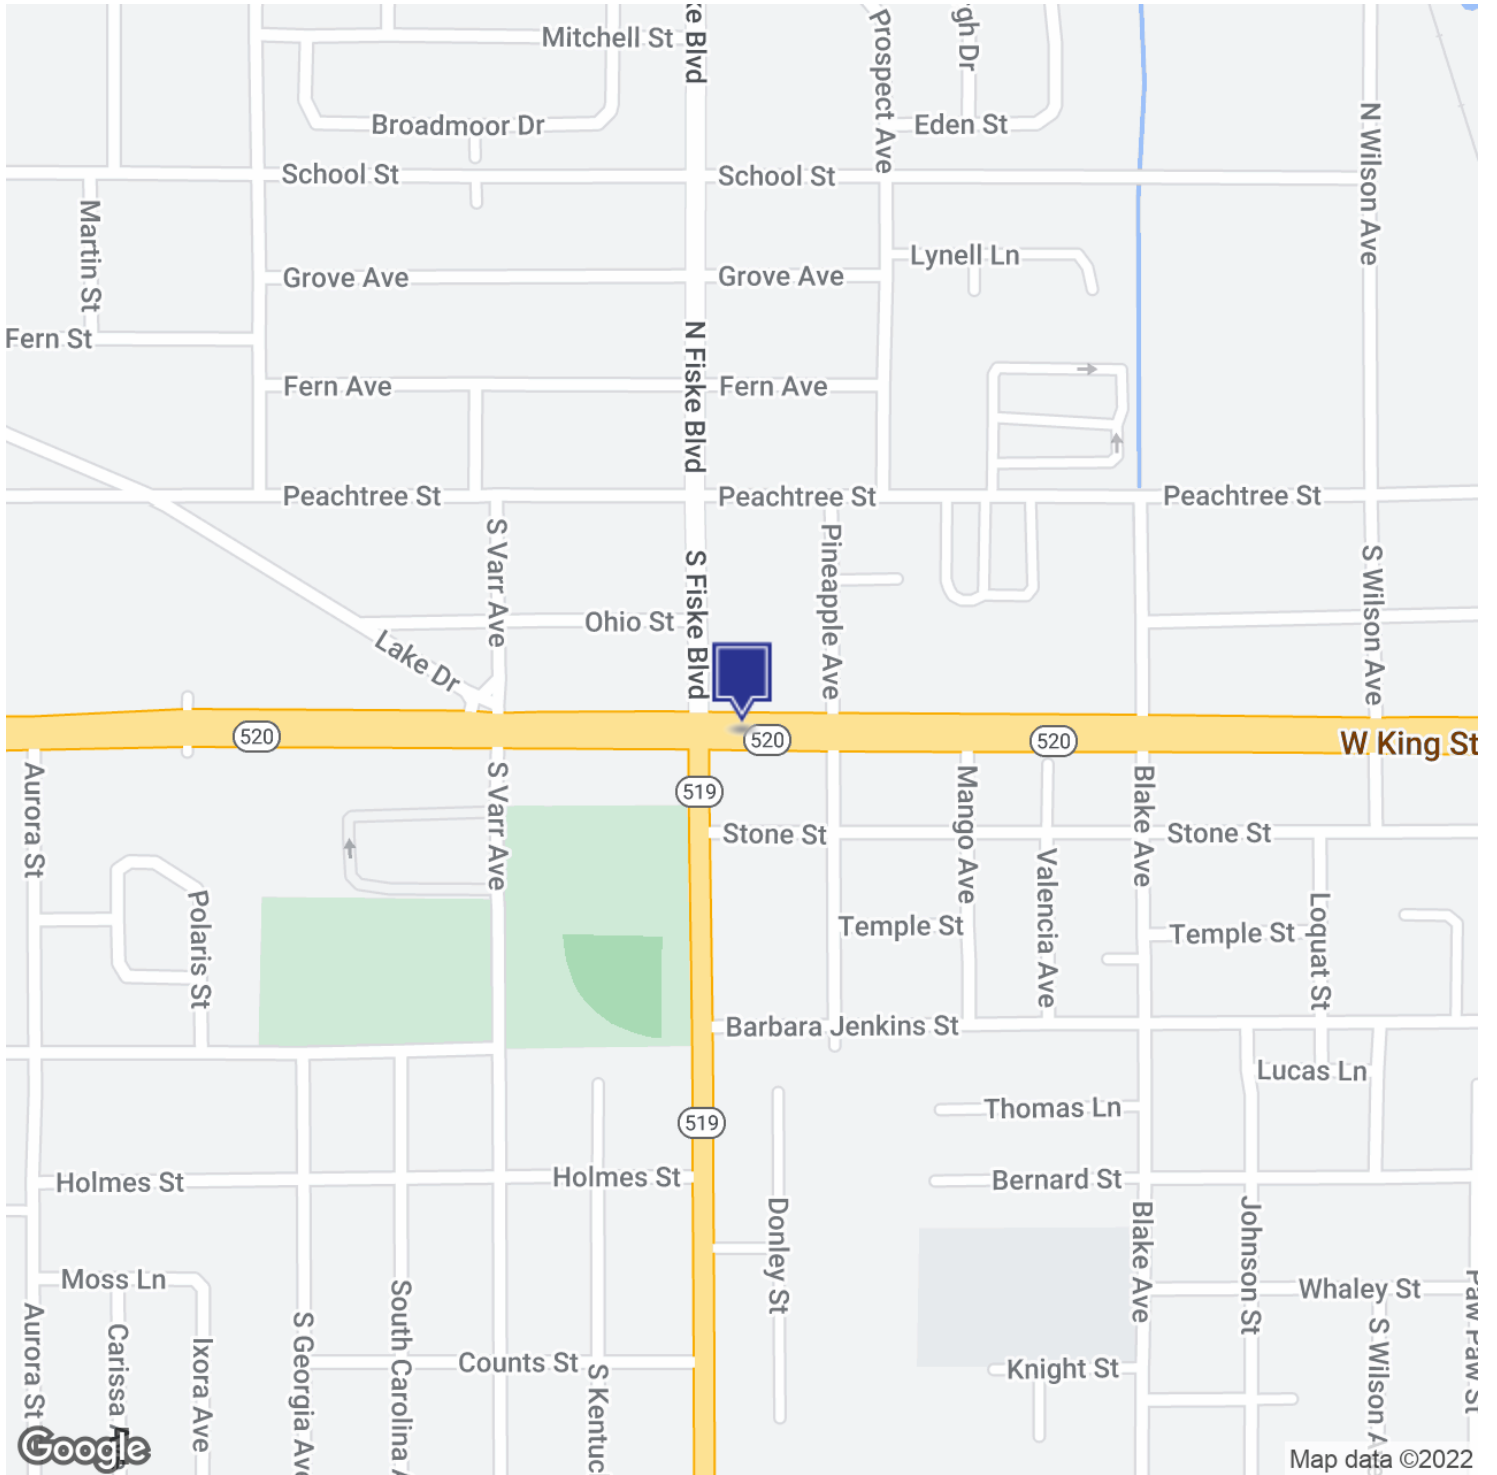 Mitchell St
ke Blvd
Prospect Ave
gh Dr
Broadmoor Dr
Eden St
N Wilson Ave
School St
School St
Martin St
Lynell Ln
Grove Ave
Grove Ave
Fern St
N Fiske Blvd
Fern Ave
Fern Ave
Peachtree St
Peachtree St
Peachtree St
S Varr Ave
S Fiske Blvd
Pineapple Ave
S Wilson Ave
Ohio St
Lake Dr
520
520
520
W King St
Aurora St
S Varr Ave
519
Mango Ave
Blake Ave
Stone St
Stone St
Valencia Ave
Polaris St
Temple St
Temple St
Loquat St
Barbara Jenkins St
Lucas Ln
Thomas Ln
519
Holmes St
Holmes St
Bernard St
Donley St
Blake Ave
Johnson St
Moss Ln
South Carolina A
Whaley St
Paw Paw St
Aurora St
Carissa Ave
Ixora Ave
S Georgia Ave
Counts St
S Kentuc
Knight St
S Wilson A
Google
Map data ©2022